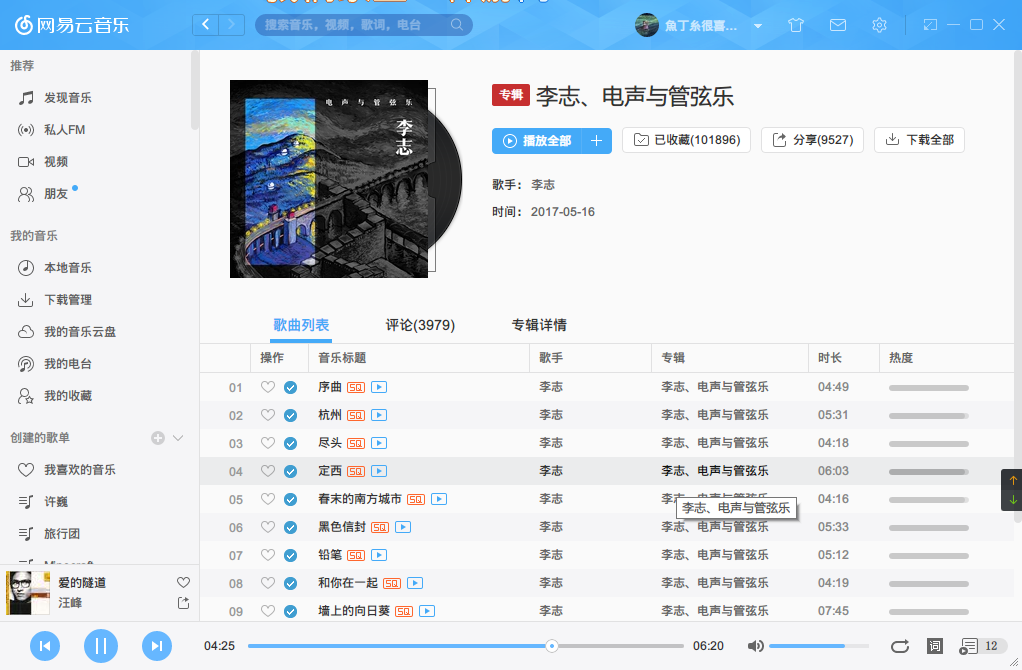 网易云音乐
搜索音乐，视频，歌词，电台
魚丁糸很喜...
推荐
发现音乐
私人FM
视频
朋友
我的音乐
本地音乐
下载管理
我的音乐云盘
我的电台
我的收藏
创建的歌单
我喜欢的音乐
许巍
旅行团
电声与管弦乐
李志
专辑 李志、电声与管弦乐
播放全部 已收藏(101896) 分享(9527) 下载全部
歌手： 李志
时间： 2017-05-16
歌曲列表 评论(3979) 专辑详情
操作 音乐标题 歌手 专辑 时长 热度
01 序曲 SQ 李志 李志、电声与管弦乐 04:49
02 杭州 SQ 李志 李志、电声与管弦乐 05:31
03 尽头 SQ 李志 李志、电声与管弦乐 04:18
04 定西 SQ 李志 李志、电声与管弦乐 06:03
05 春末的南方城市 SQ 李志 李志、电声与管弦乐 04:16
李志、电声与管弦乐
06 黑色信封 SQ 李志 李志、电声与管弦乐 05:33
07 铅笔 SQ 李志 李志、电声与管弦乐 05:12
08 和你在一起 SQ 李志 李志、电声与管弦乐 04:19
09 墙上的向日葵 SQ 李志 李志、电声与管弦乐 07:45
爱的隧道
汪峰
04:25 06:20 词 12